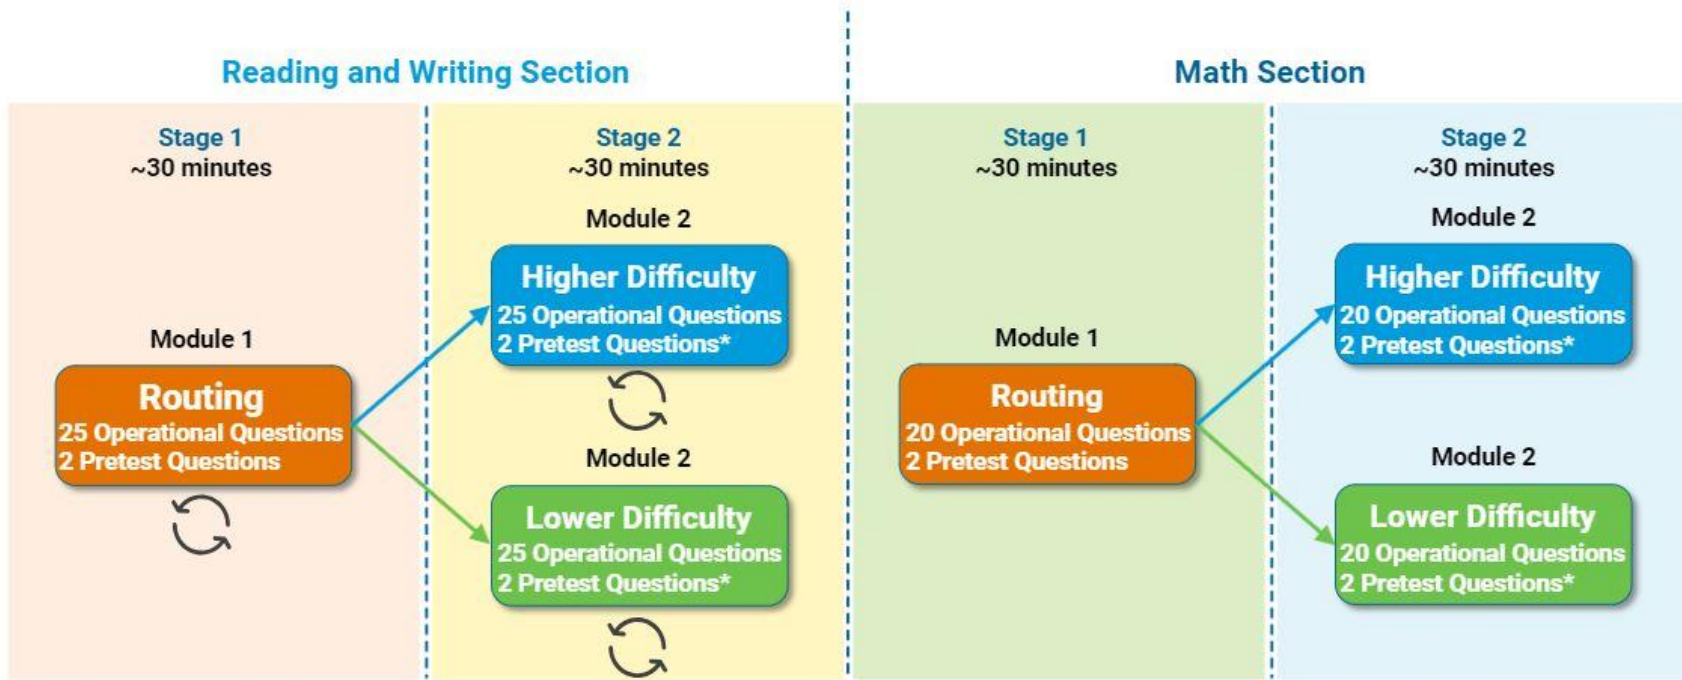 Reading and Writing Section
Stage 1
~30 minutes
Module 1
Routing
25 Operational Questions
2 Pretest Questions
Stage 2
~30 minutes
Module 2
Higher Difficulty
25 Operational Questions
2 Pretest Questions*
Module 2
Lower Difficulty
25 Operational Questions
2 Pretest Questions*
Math Section
Stage 1
~30 minutes
Module 1
Routing
20 Operational Questions
2 Pretest Questions
Stage 2
~30 minutes
Module 2
Higher Difficulty
20 Operational Questions
2 Pretest Questions*
Module 2
Lower Difficulty
20 Operational Questions
2 Pretest Questions*